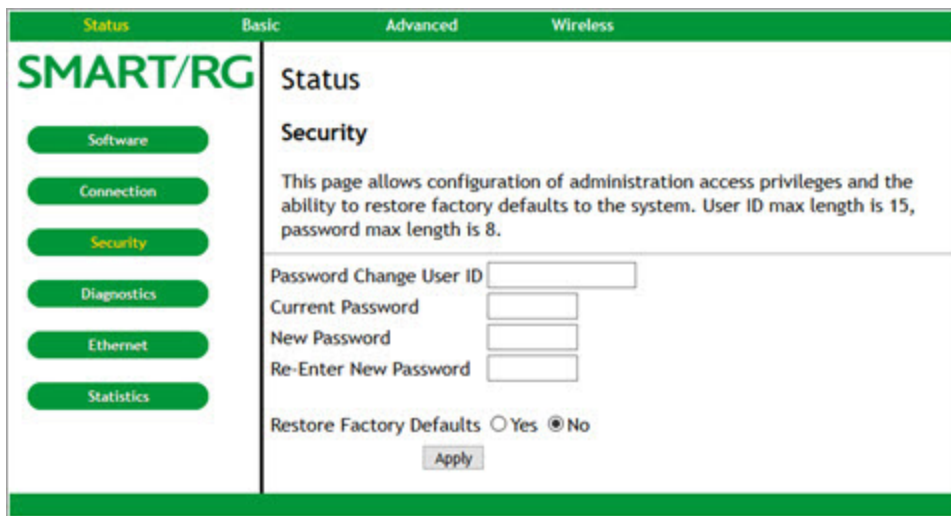 Status Basic Advanced Wireless
SMART/RG
Software
Connection
Security
Diagnostics
Ethernet
Statistics
Status
Security
This page allows configuration of administration access privileges and the
ability to restore factory defaults to the system. User ID max length is 15,
password max length is 8.
Password Change User ID
Current Password
New Password
Re-Enter New Password
Restore Factory Defaults Yes No
Apply